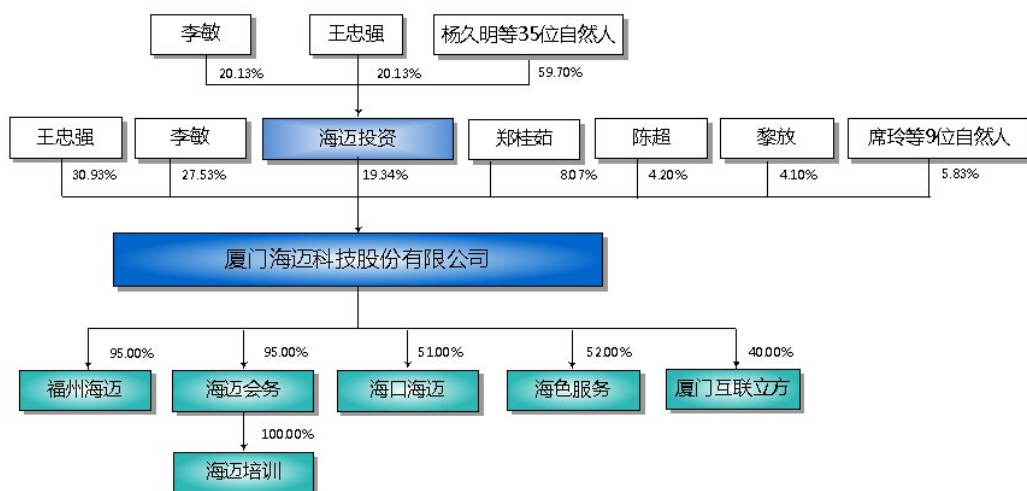 李敏
王忠强
杨久明等35位自然人
20.13%
20.13%
59.70%
王忠强
李敏
海迈投资
郑桂茹
陈超
黎放
席玲等9位自然人
30.93%
27.53%
19.34%
8.07%
4.20%
4.10%
5.83%
厦门海迈科技股份有限公司
95.00%
95.00%
51.00%
52.00%
40.00%
福州海迈
海迈会务
海口海迈
海色服务
厦门互联立方
100.00%
海迈培训